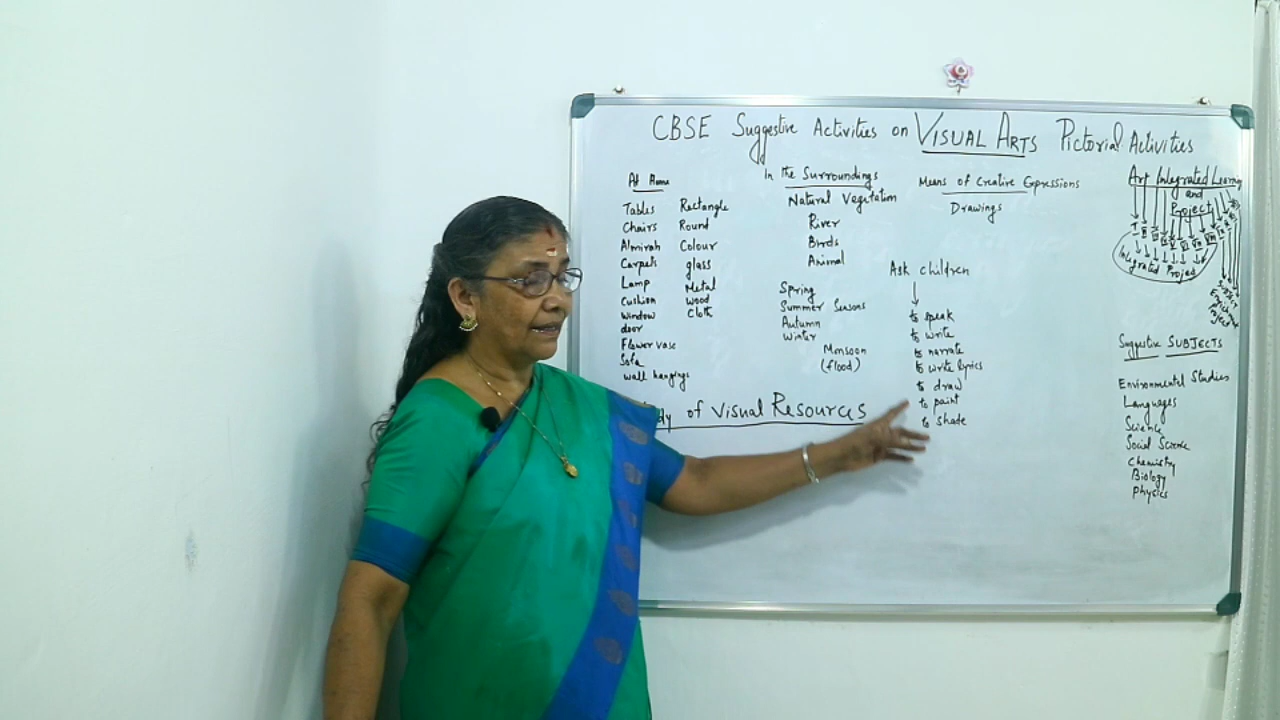 CBSE Suggestive Activities on VISUAL ARTS Pictorial Activities
At Home
Tables Rectangle
Chairs Round
Almirah Colour
Carpets glass
Lamp Metal
Cushion wood
window Cloth
door
Flower vase
Sofa
wall hangings
In the Surroundings
Natural Vegetation
River
Birds
Animal
Spring
Summer Seasons
Autumn
Winter
Monsoon
(flood)
of Visual Resources
Means of Creative Expressions
Drawings
Ask children
to speak
to write
to narrate
to write lyrics
to draw
to paint
to shade
Art Integrated Learning
and
Project
Integrated Project
Suggestive SUBJECTS
Environmental Studies
Languages
Science
Social Science
Chemistry
Biology
Physics